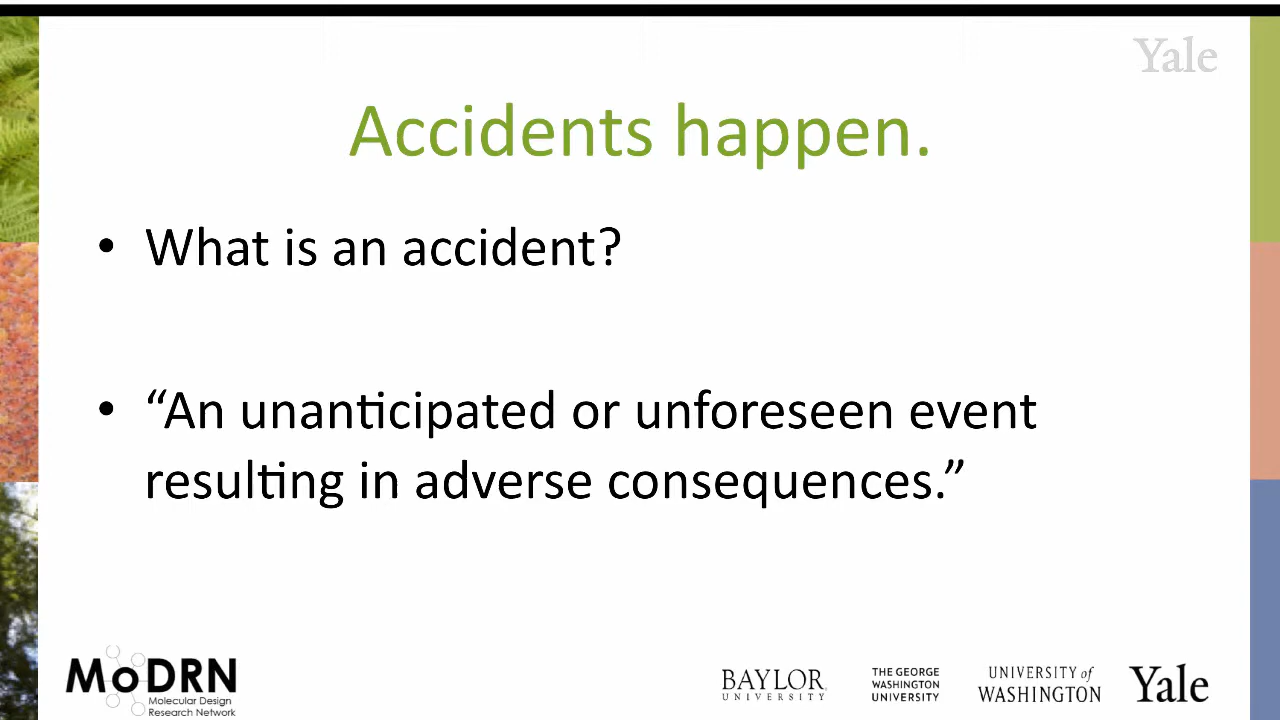 Yale
Accidents happen.
• What is an accident?
• “An unanticipated or unforeseen event
resulting in adverse consequences.”
MoDRN
Molecular Design
Research Network
BAYLOR
UNIVERSITY
THE GEORGE
WASHINGTON
UNIVERSITY
UNIVERSITY of
WASHINGTON
Yale